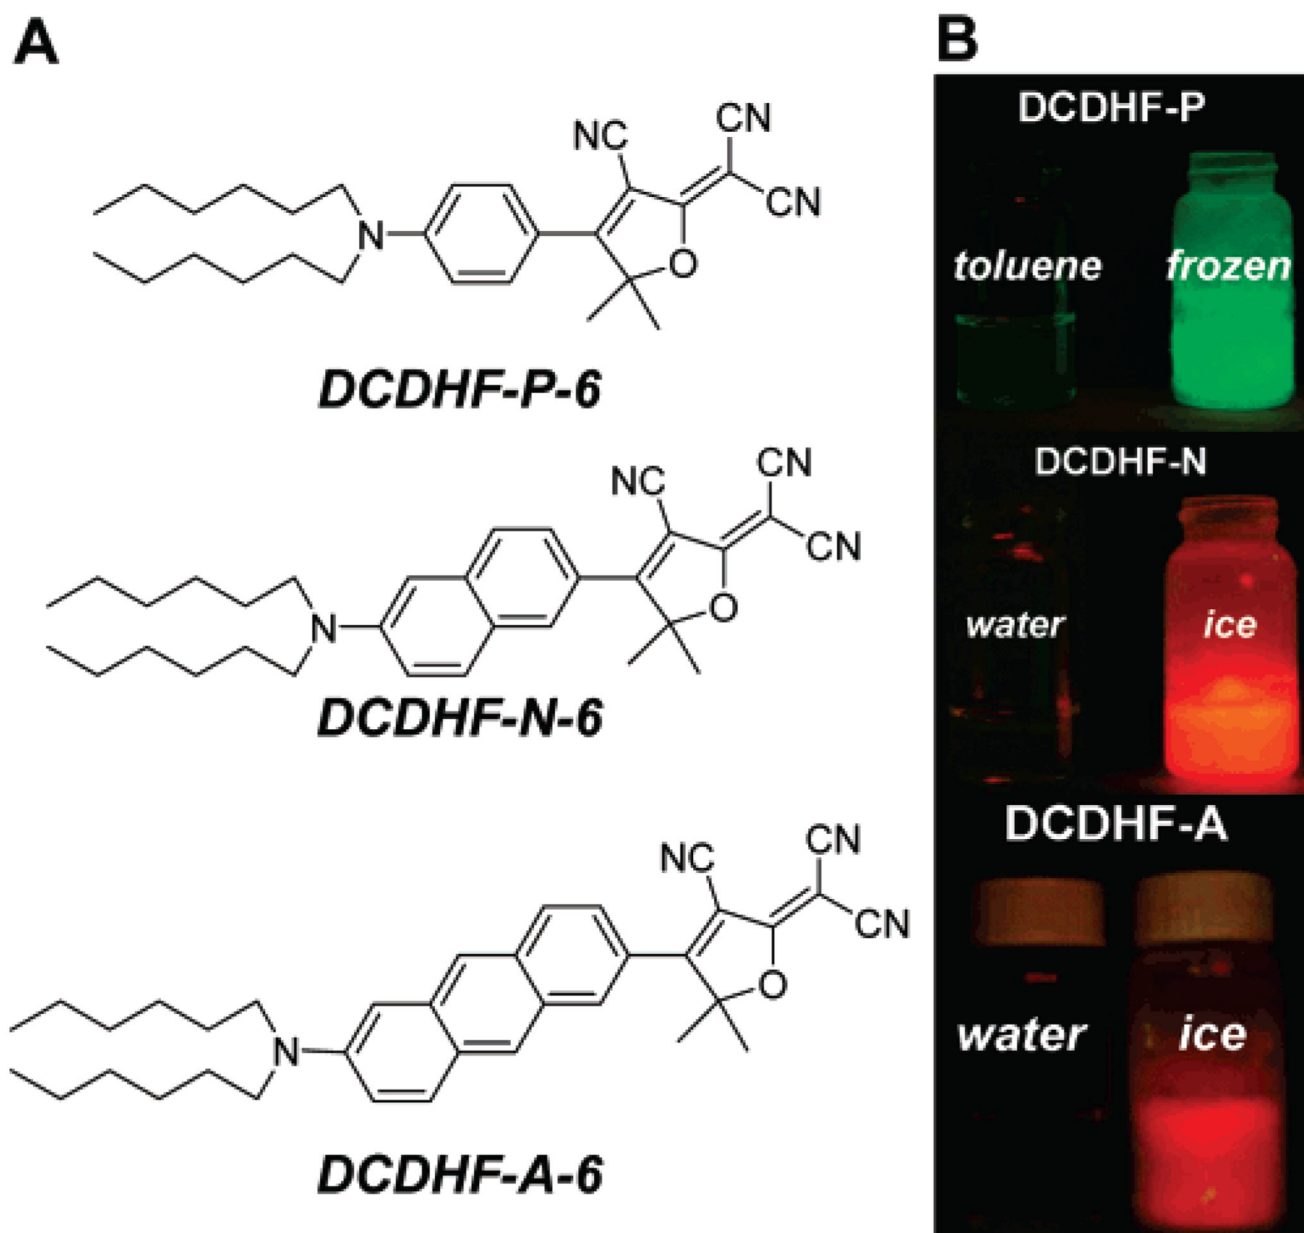 A
NC
CN
CN
N
O
DCDHF-P-6
NC
CN
CN
N
O
DCDHF-N-6
NC
CN
CN
N
O
DCDHF-A-6
B
DCDHF-P
toluene frozen
DCDHF-N
water ice
DCDHF-A
water ice